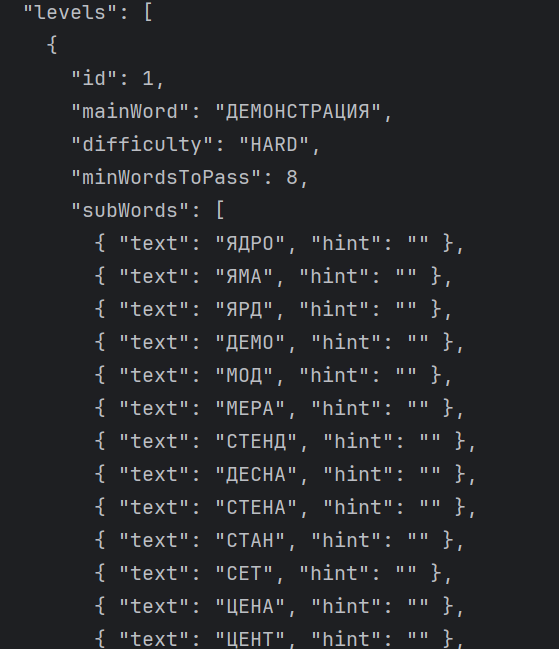 "levels": [
{
"id": 1,
"mainWord": "ДЕМОНСТРАЦИЯ",
"difficulty": "HARD",
"minWordsToPass": 8,
"subWords": [
{ "text": "ЯДРО", "hint": "" },
{ "text": "ЯМА", "hint": "" },
{ "text": "ЯРД", "hint": "" },
{ "text": "ДЕМО", "hint": "" },
{ "text": "МОД", "hint": "" },
{ "text": "МЕРА", "hint": "" },
{ "text": "СТЕНД", "hint": "" },
{ "text": "ДЕСНА", "hint": "" },
{ "text": "СТЕНА", "hint": "" },
{ "text": "СТАН", "hint": "" },
{ "text": "СЕТ", "hint": "" },
{ "text": "ЦЕНА", "hint": "" },
{ "text": "ЦЕНТ", "hint": "" },